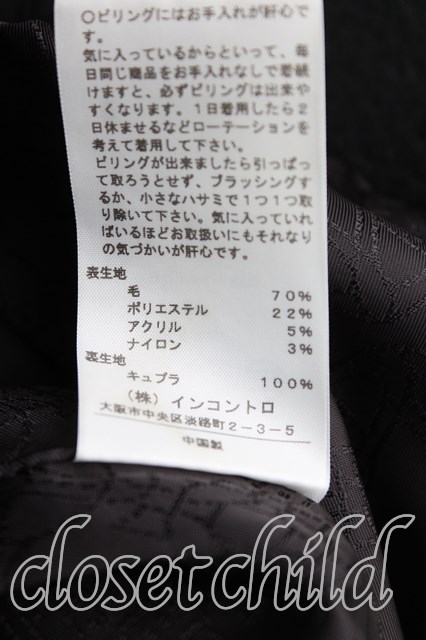 ○ピリングにはお手入れが肝心で
す。
気に入っているからといって、毎
日同じ商品をお手入れなしで着続
けますと、必ずピリングは出来や
すくなります。1日着用したら2
日休ませるなどローテーションを
考えて着用して下さい。
ピリングが出来ましたら引っぱっ
て取ろうとせず、ブラッシングす
るか、小さなハサミで1つ1つ取
り除いて下さい。気に入っていれ
ばいるほどお取扱いにもそれなり
の気づかいが肝心です。
表生地
毛 70%
ポリエステル 22%
アクリル 5%
ナイロン 3%
裏生地
キュプラ 100%
(株)インコントロ
大阪市中央区淡路町2-3-5
中国製
closet child